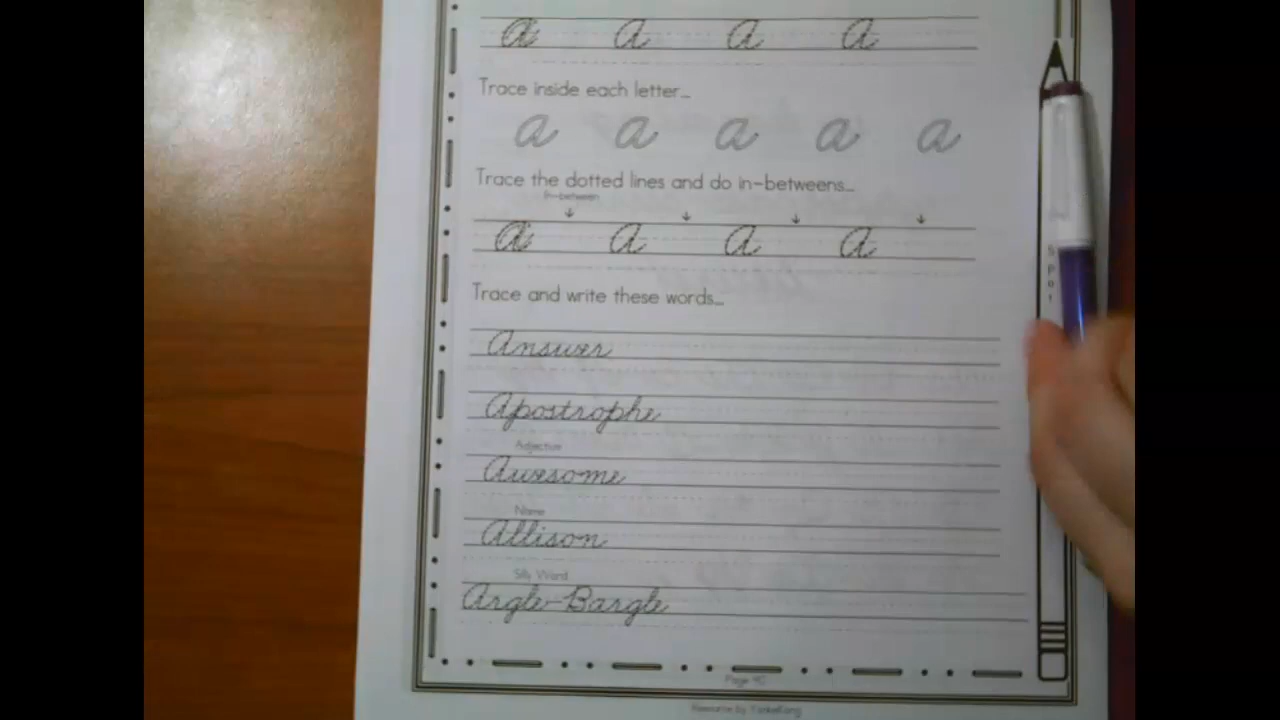 a a a a
Trace inside each letter...
a a a a a
Trace the dotted lines and do in-betweens...
In-between
a a a a
Trace and write these words...
Answer
Apostrophe
Adjective
Awesome
Name
Allison
Silly Word
Argle-Bargle
Spot